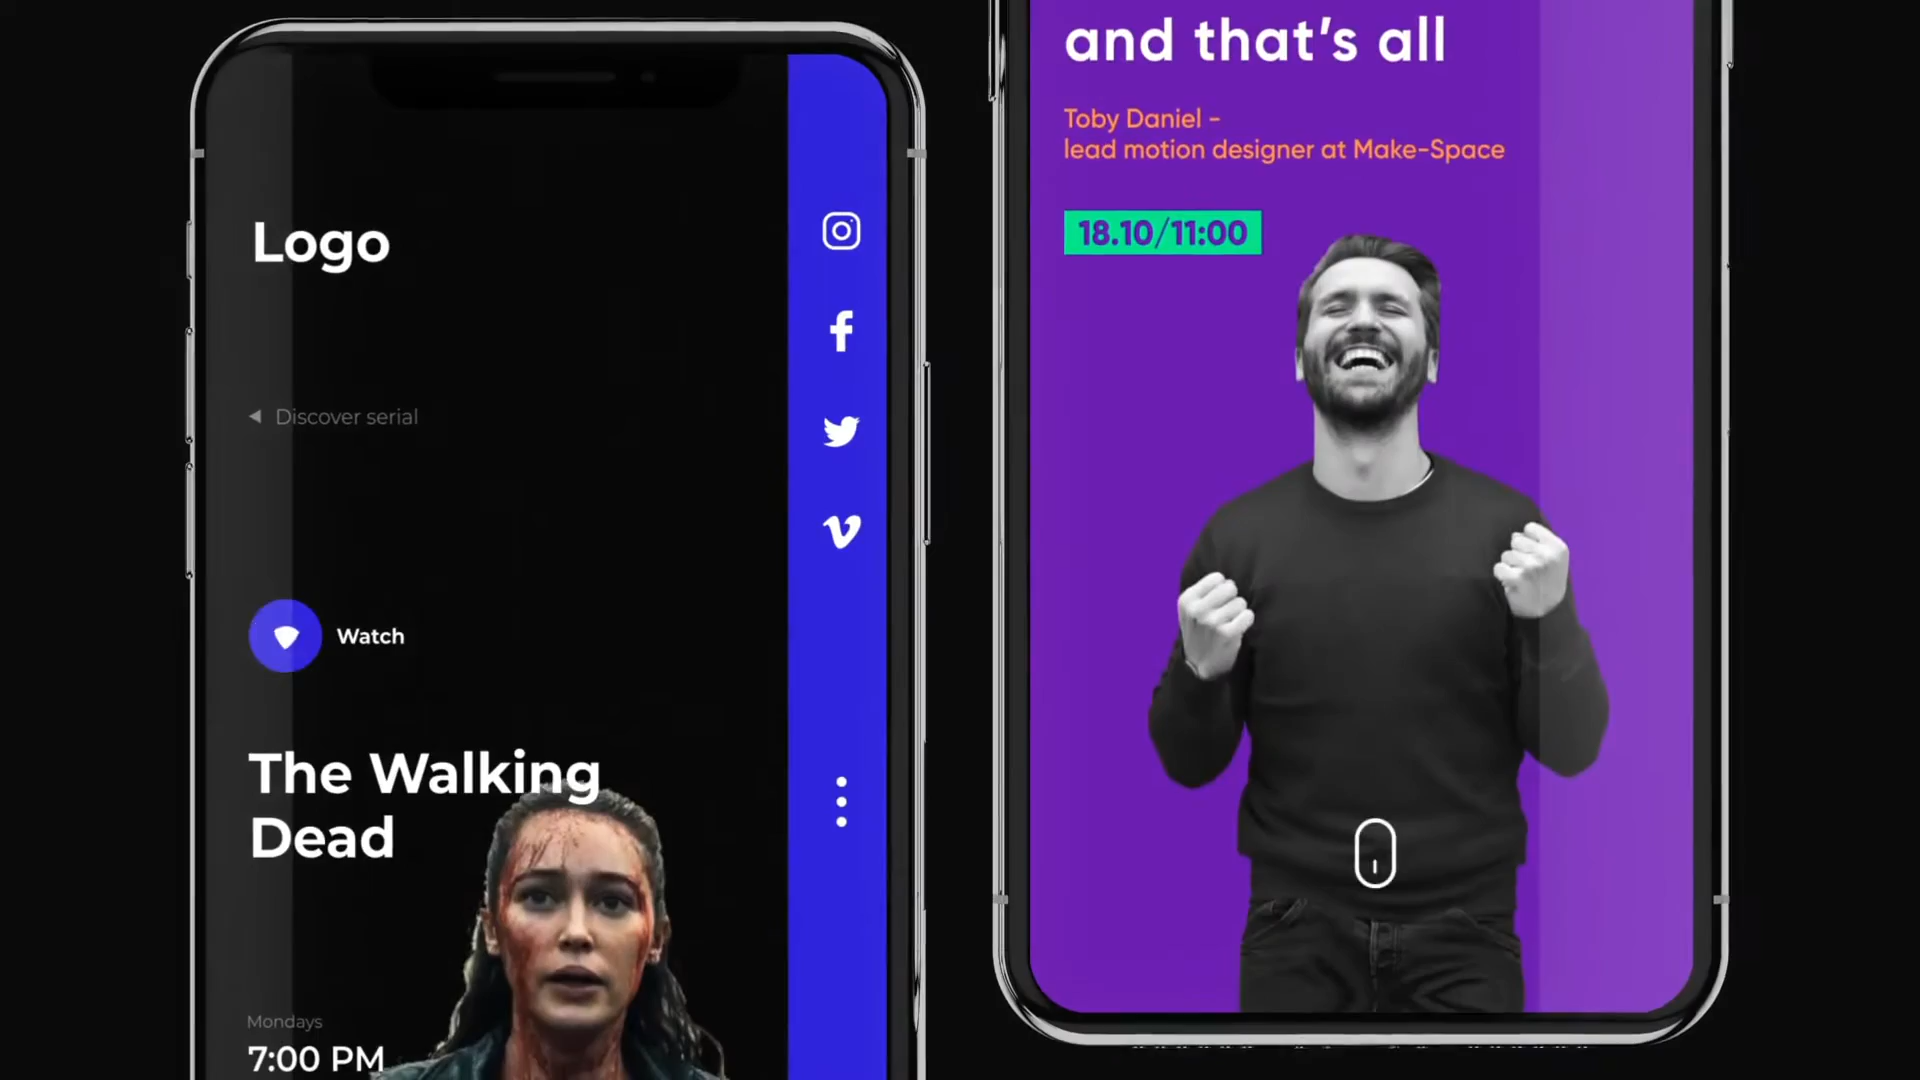 Logo
Discover serial
Watch
The Walking
Dead
Mondays
7:00 PM
and that's all
Toby Daniel -
lead motion designer at Make-Space
18.10/11:00